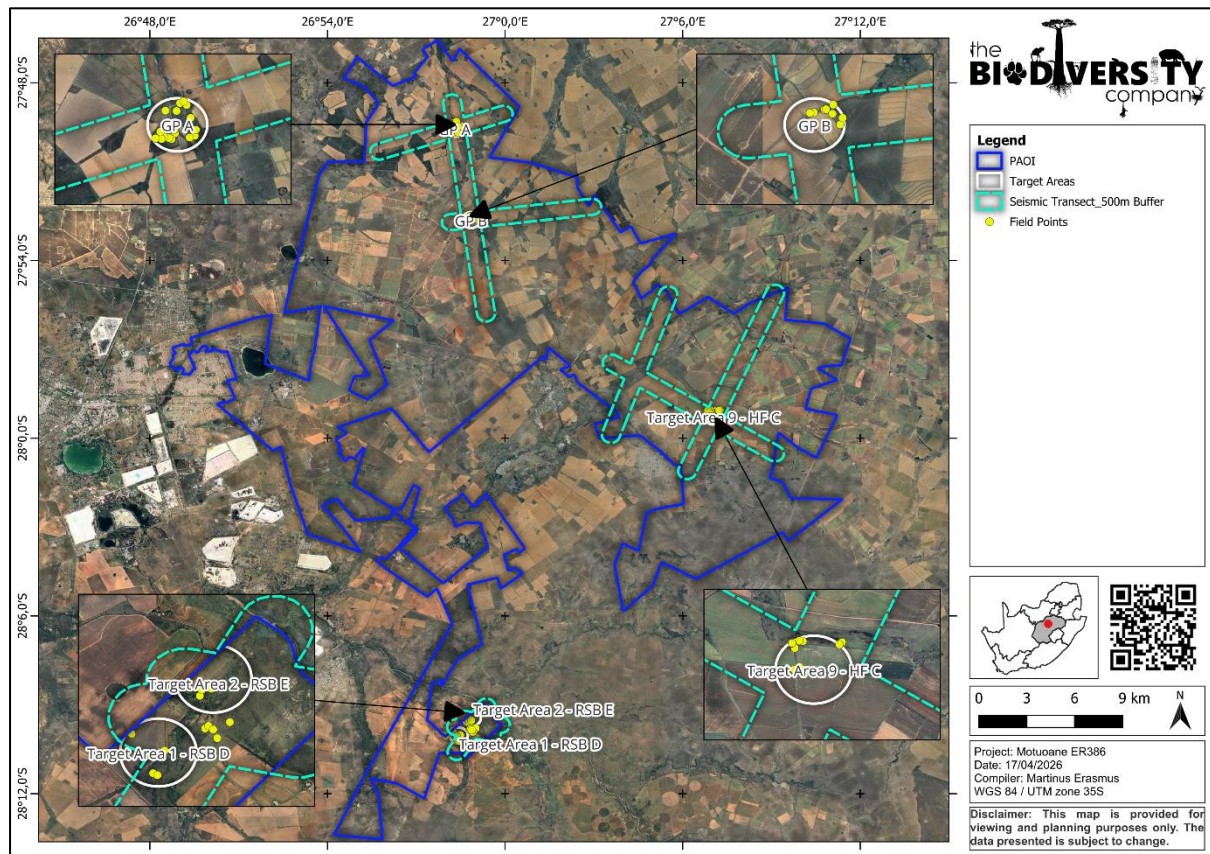 26°48,0'E 26°54,0'E 27°0,0'E 27°6,0'E 27°12,0'E
27°48,0'S
27°54,0'S
28°0,0'S
28°6,0'S
28°12,0'S
GP A
GP B
GP A
GP B
Target Area 9 - HF C
Target Area 2 - RSB E
Target Area 1 - RSB D
Target Area 9 - HF C
Target Area 2 - RSB E
Target Area 1 - RSB D
the
BIODIVERSITY
company
Legend
PAOI
Target Areas
Seismic Transect_500m Buffer
Field Points
0 3 6 9 km
N
Project: Motuoane ER386
Date: 17/04/2026
Compiler: Martinus Erasmus
WGS 84 / UTM zone 35S
Disclaimer: This map is provided for
viewing and planning purposes only. The
data presented is subject to change.